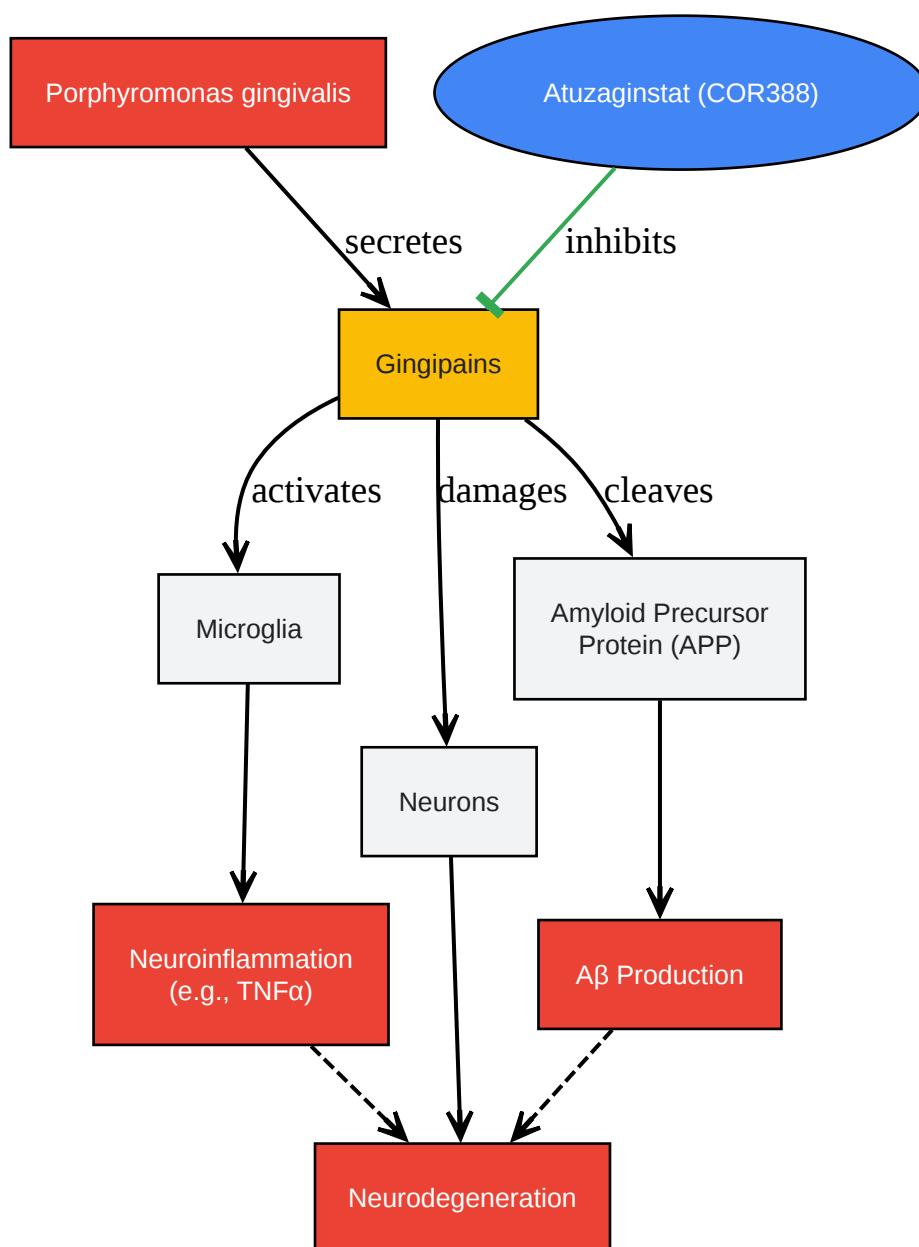 Porphyromonas gingivalis
Atuzaginstat (COR388)
secretes
inhibits
Gingipains
activates
damages
cleaves
Microglia
Amyloid Precursor
Protein (APP)
Neurons
Neuroinflammation
(e.g., TNFα)
Aβ Production
Neurodegeneration